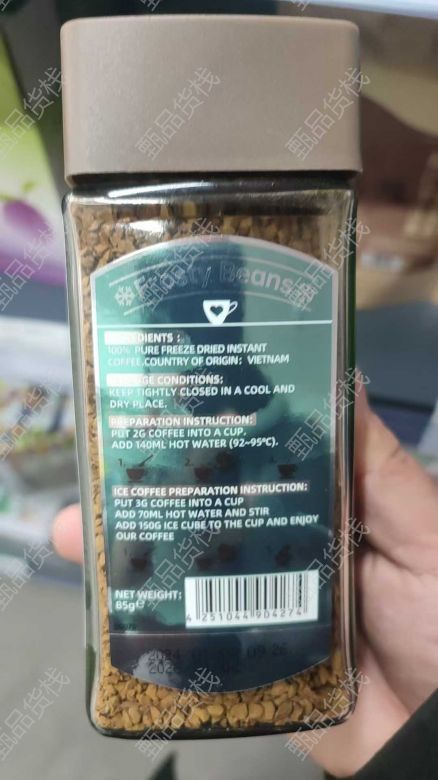 Frosty Beans
INGREDIENTS :
100% PURE FREEZE DRIED INSTANT
COFFEE.COUNTRY OF ORIGIN: VIETNAM
STORAGE CONDITIONS:
KEEP TIGHTLY CLOSED IN A COOL AND
DRY PLACE.
PREPARATION INSTRUCTION:
PUT 2G COFFEE INTO A CUP.
ADD 140ML HOT WATER (92~95℃).
ICE COFFEE PREPARATION INSTRUCTION:
PUT 3G COFFEE INTO A CUP
ADD 70ML HOT WATER AND STIR
ADD 150G ICE CUBE TO THE CUP AND ENJOY
OUR COFFEE
NET WEIGHT:
85g℮
4 251044 904274
甄品货栈